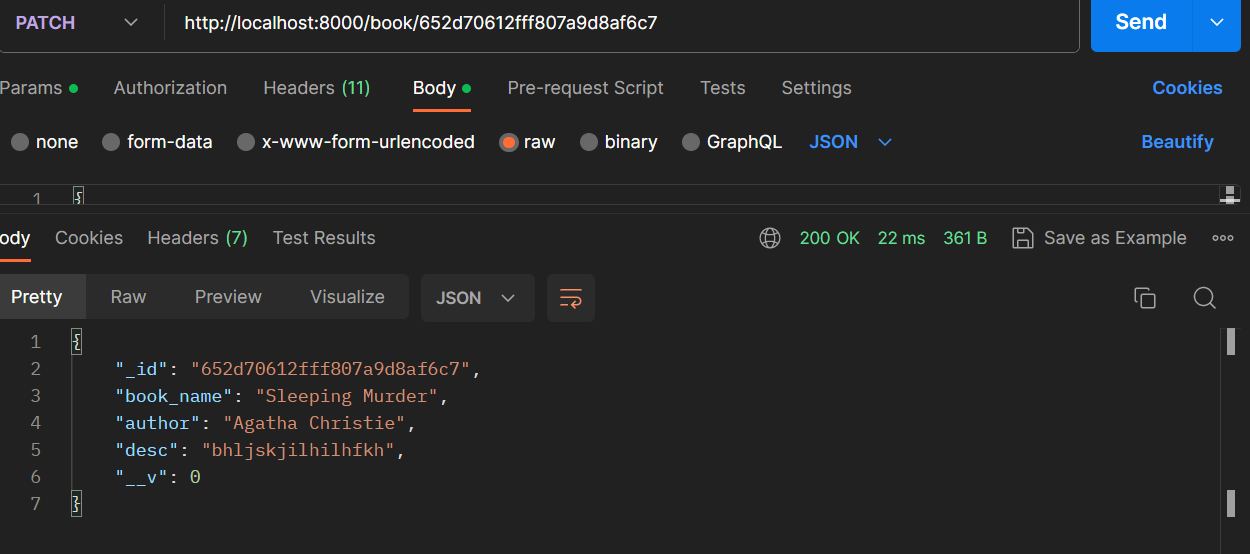 PATCH http://localhost:8000/book/652d70612fff807a9d8af6c7 Send
Params Authorization Headers (11) Body Pre-request Script Tests Settings Cookies
none form-data x-www-form-urlencoded raw binary GraphQL JSON Beautify
1 {
ody Cookies Headers (7) Test Results 200 OK 22 ms 361 B Save as Example
Pretty Raw Preview Visualize JSON
1 {
2 "_id": "652d70612fff807a9d8af6c7",
3 "book_name": "Sleeping Murder",
4 "author": "Agatha Christie",
5 "desc": "bhljskjilhilhfkh",
6 "__v": 0
7 }